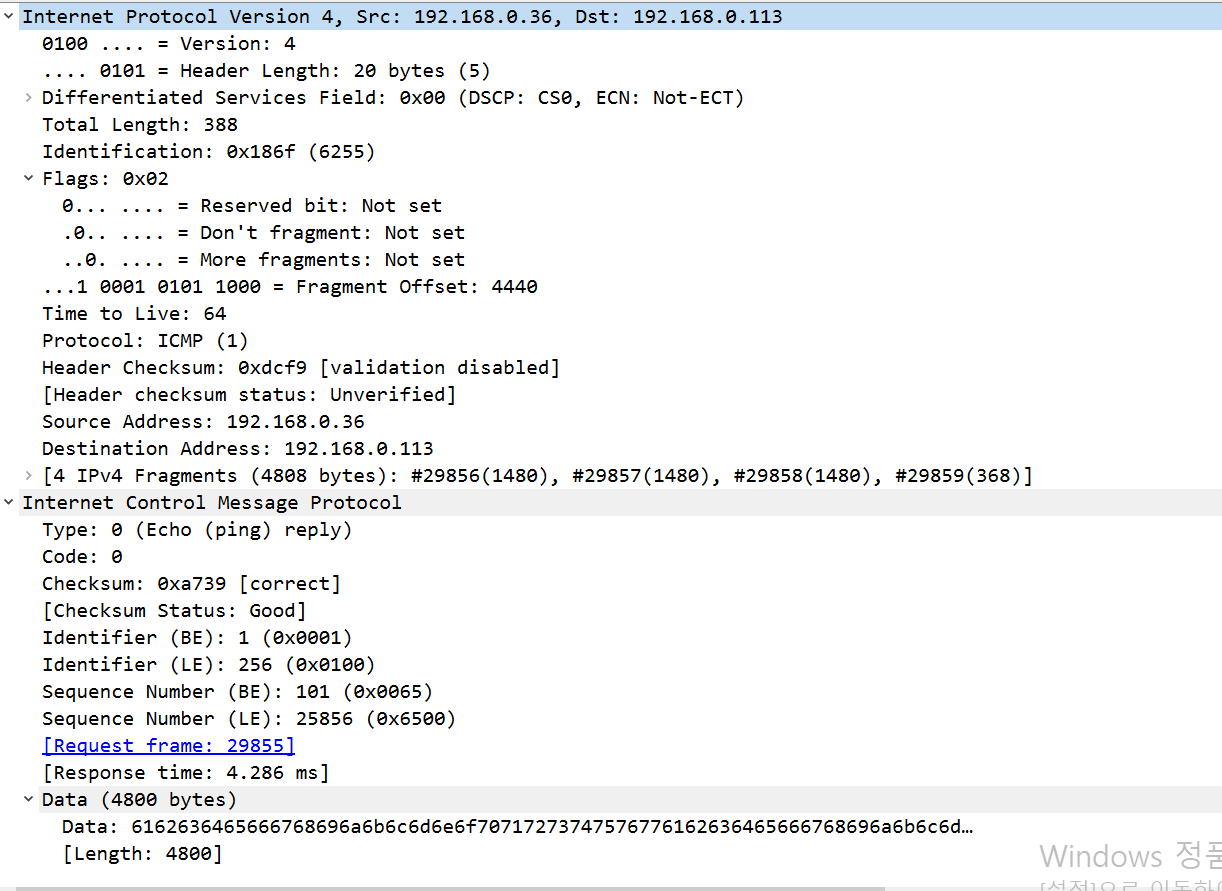 Internet Protocol Version 4, Src: 192.168.0.36, Dst: 192.168.0.113
0100 .... = Version: 4
.... 0101 = Header Length: 20 bytes (5)
Differentiated Services Field: 0x00 (DSCP: CS0, ECN: Not-ECT)
Total Length: 388
Identification: 0x186f (6255)
Flags: 0x02
0... .... = Reserved bit: Not set
.0.. .... = Don't fragment: Not set
..0. .... = More fragments: Not set
...1 0001 0101 1000 = Fragment Offset: 4440
Time to Live: 64
Protocol: ICMP (1)
Header Checksum: 0xdcf9 [validation disabled]
[Header checksum status: Unverified]
Source Address: 192.168.0.36
Destination Address: 192.168.0.113
[4 IPv4 Fragments (4808 bytes): #29856(1480), #29857(1480), #29858(1480), #29859(368)]
Internet Control Message Protocol
Type: 0 (Echo (ping) reply)
Code: 0
Checksum: 0xa739 [correct]
[Checksum Status: Good]
Identifier (BE): 1 (0x0001)
Identifier (LE): 256 (0x0100)
Sequence Number (BE): 101 (0x0065)
Sequence Number (LE): 25856 (0x6500)
[Request frame: 29855]
[Response time: 4.286 ms]
Data (4800 bytes)
Data: 6162636465666768696a6b6c6d6e6f7071727374757677616263646566676869​6a6b6c6d…
[Length: 4800]
Windows 정품